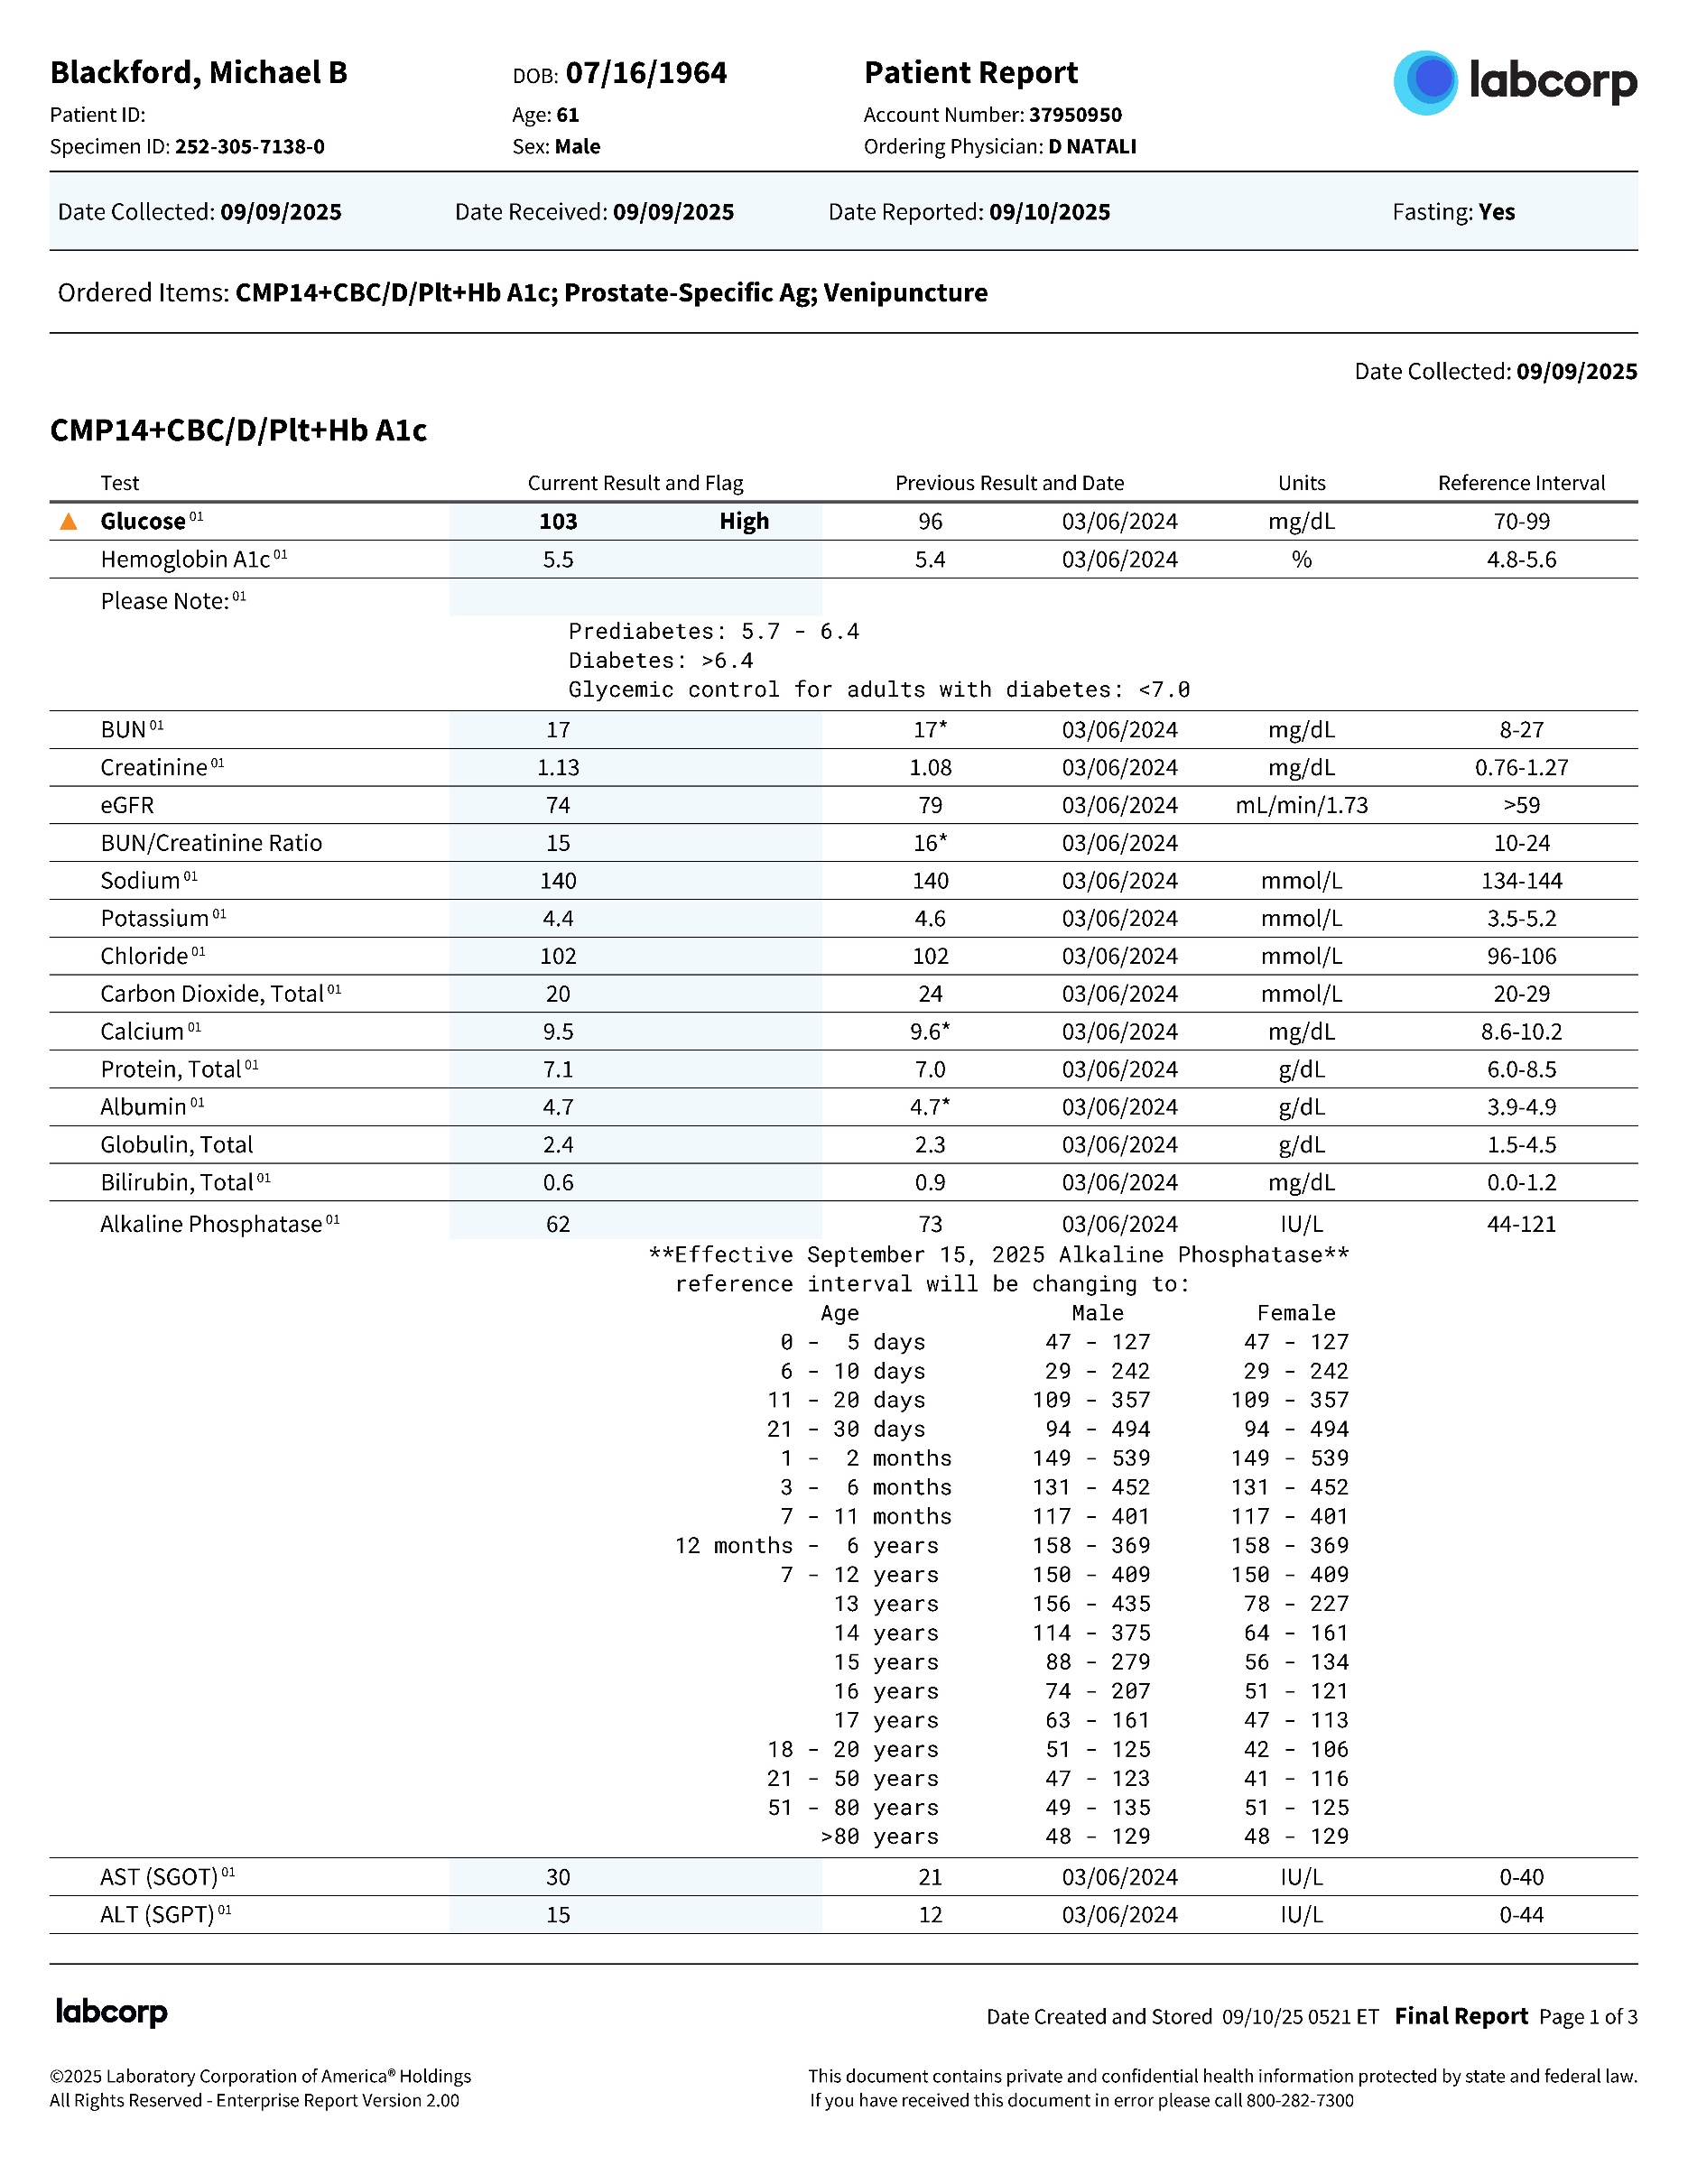 Blackford, Michael B DOB: 07/16/1964 Patient Report labcorp
Patient ID: Age: 61 Account Number: 37950950
Specimen ID: 252-305-7138-0 Sex: Male Ordering Physician: D NATALI
Date Collected: 09/09/2025 Date Received: 09/09/2025 Date Reported: 09/10/2025 Fasting: Yes
Ordered Items: CMP14+CBC/D/Plt+Hb A1c; Prostate-Specific Ag; Venipuncture
Date Collected: 09/09/2025
CMP14+CBC/D/Plt+Hb A1c
Test Current Result and Flag Previous Result and Date Units Reference Interval
Glucose 01 103 High 96 03/06/2024 mg/dL 70-99
Hemoglobin A1c 01 5.5 5.4 03/06/2024 % 4.8-5.6
Please Note: 01
Prediabetes: 5.7 - 6.4
Diabetes: >6.4
Glycemic control for adults with diabetes: <7.0
BUN 01 17 17* 03/06/2024 mg/dL 8-27
Creatinine 01 1.13 1.08 03/06/2024 mg/dL 0.76-1.27
eGFR 74 79 03/06/2024 mL/min/1.73 >59
BUN/Creatinine Ratio 15 16* 03/06/2024 10-24
Sodium 01 140 140 03/06/2024 mmol/L 134-144
Potassium 01 4.4 4.6 03/06/2024 mmol/L 3.5-5.2
Chloride 01 102 102 03/06/2024 mmol/L 96-106
Carbon Dioxide, Total 01 20 24 03/06/2024 mmol/L 20-29
Calcium 01 9.5 9.6* 03/06/2024 mg/dL 8.6-10.2
Protein, Total 01 7.1 7.0 03/06/2024 g/dL 6.0-8.5
Albumin 01 4.7 4.7* 03/06/2024 g/dL 3.9-4.9
Globulin, Total 2.4 2.3 03/06/2024 g/dL 1.5-4.5
Bilirubin, Total 01 0.6 0.9 03/06/2024 mg/dL 0.0-1.2
Alkaline Phosphatase 01 62 73 03/06/2024 IU/L 44-121
**Effective September 15, 2025 Alkaline Phosphatase**
reference interval will be changing to:
Age Male Female
0 - 5 days 47 - 127 47 - 127
6 - 10 days 29 - 242 29 - 242
11 - 20 days 109 - 357 109 - 357
21 - 30 days 94 - 494 94 - 494
1 - 2 months 149 - 539 149 - 539
3 - 6 months 131 - 452 131 - 452
7 - 11 months 117 - 401 117 - 401
12 months - 6 years 158 - 369 158 - 369
7 - 12 years 150 - 409 150 - 409
13 years 156 - 435 78 - 227
14 years 114 - 375 64 - 161
15 years 88 - 279 56 - 134
16 years 74 - 207 51 - 121
17 years 63 - 161 47 - 113
18 - 20 years 51 - 125 42 - 106
21 - 50 years 47 - 123 41 - 116
51 - 80 years 49 - 135 51 - 125
>80 years 48 - 129 48 - 129
AST (SGOT) 01 30 21 03/06/2024 IU/L 0-40
ALT (SGPT) 01 15 12 03/06/2024 IU/L 0-44
labcorp
Date Created and Stored 09/10/25 0521 ET Final Report Page 1 of 3
©2025 Laboratory Corporation of America® Holdings This document contains private and confidential health information protected by state and federal law.
All Rights Reserved - Enterprise Report Version 2.00 If you have received this document in error please call 800-282-7300